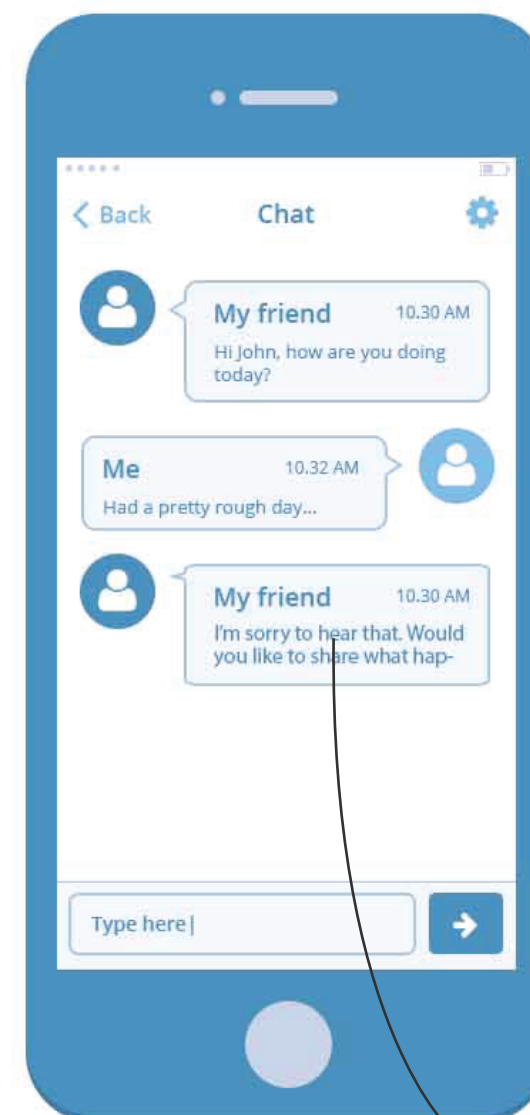 Back
Chat
My friend 10.30 AM
Hi John, how are you doing
today?
Me 10.32 AM
Had a pretty rough day...
My friend 10.30 AM
I'm sorry to hear that. Would
you like to share what hap-
Type here|